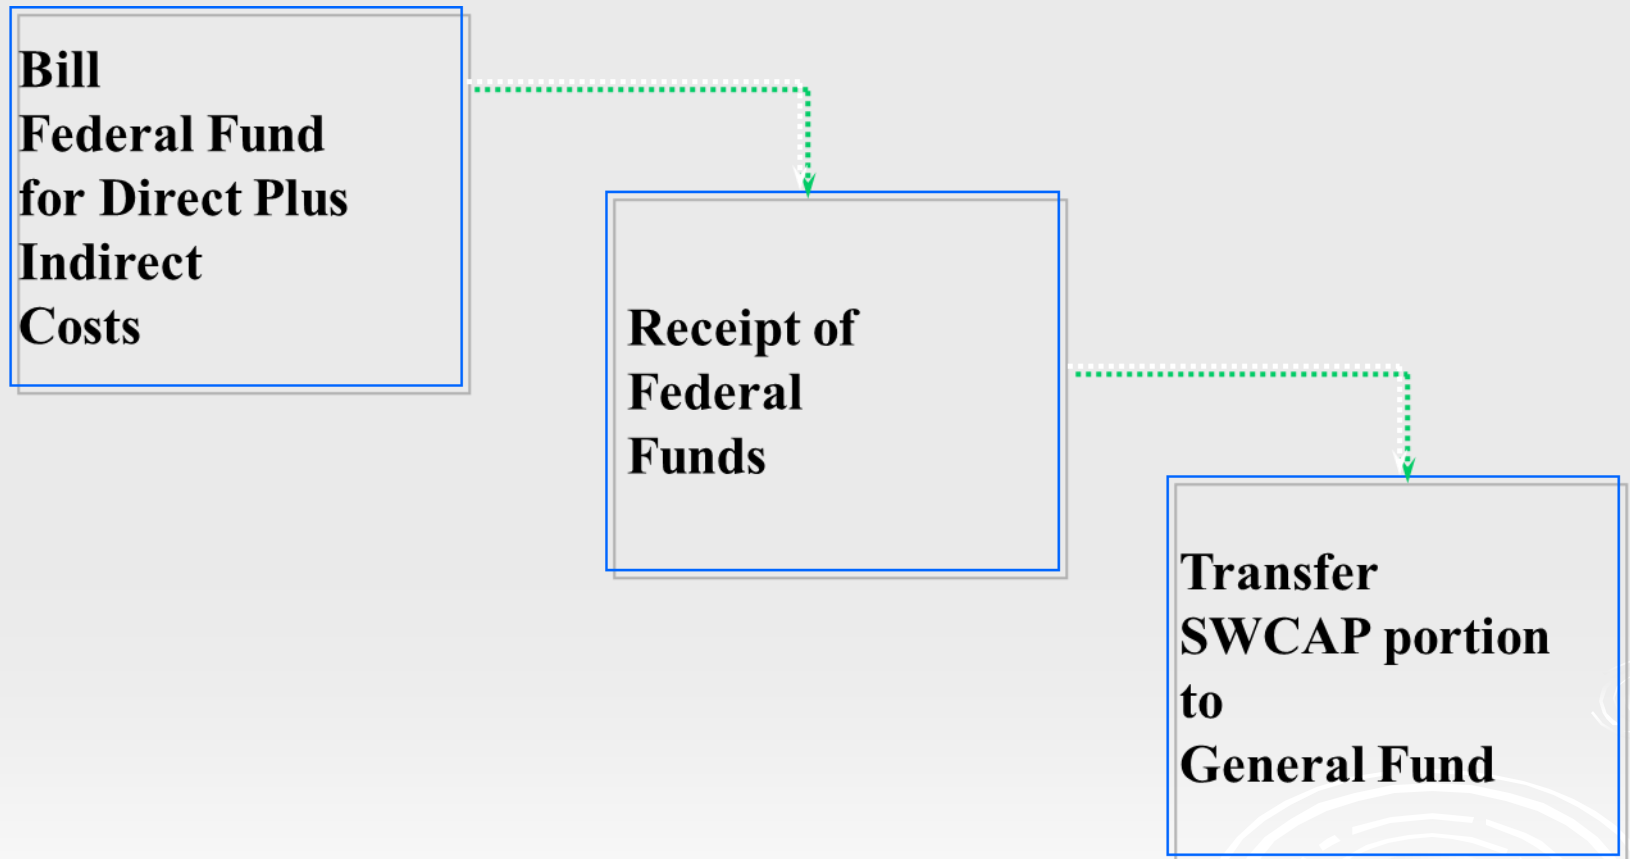 Bill
Federal Fund
for Direct Plus
Indirect
Costs
Receipt of
Federal
Funds
Transfer
SWCAP portion
to
General Fund